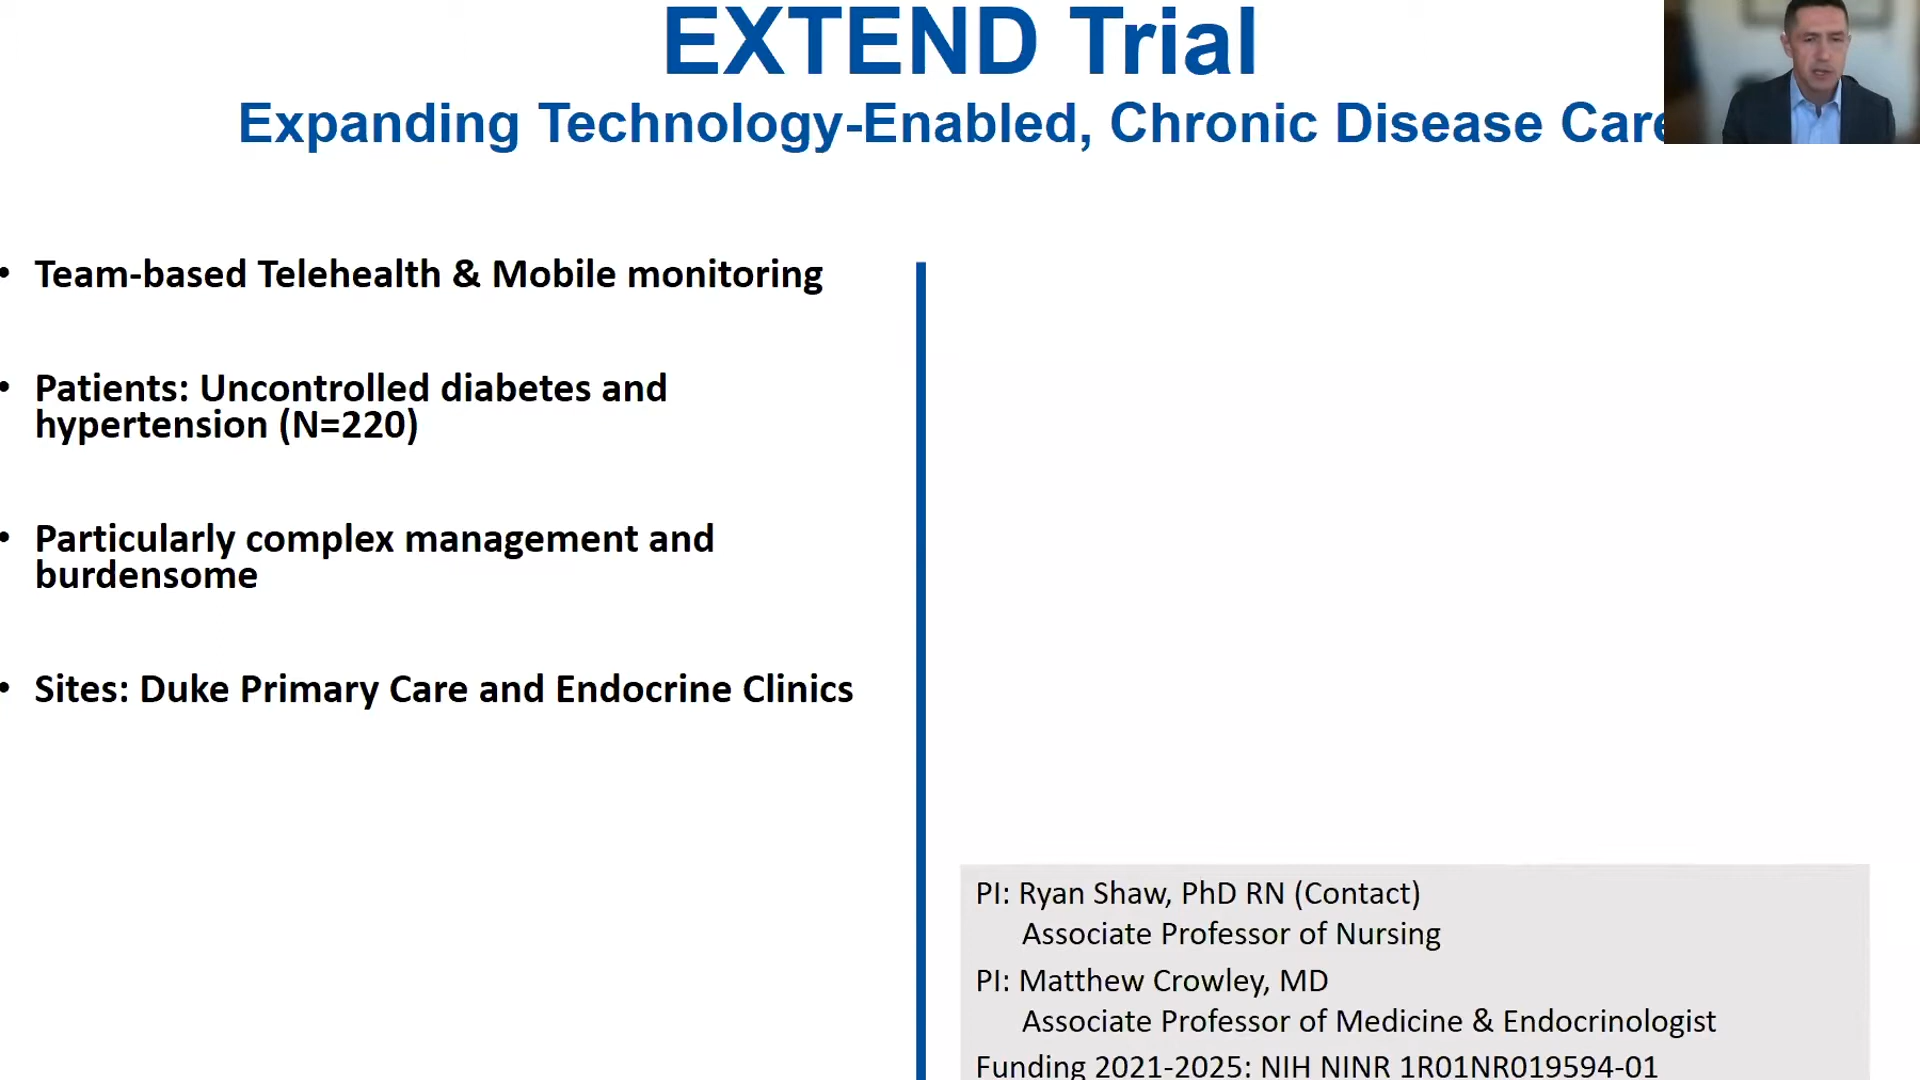 EXTEND Trial
Expanding Technology-Enabled, Chronic Disease Care
• Team-based Telehealth & Mobile monitoring
• Patients: Uncontrolled diabetes and
hypertension (N=220)
• Particularly complex management and
burdensome
• Sites: Duke Primary Care and Endocrine Clinics
PI: Ryan Shaw, PhD RN (Contact)
Associate Professor of Nursing
PI: Matthew Crowley, MD
Associate Professor of Medicine & Endocrinologist
Funding 2021-2025: NIH NINR 1R01NR019594-01